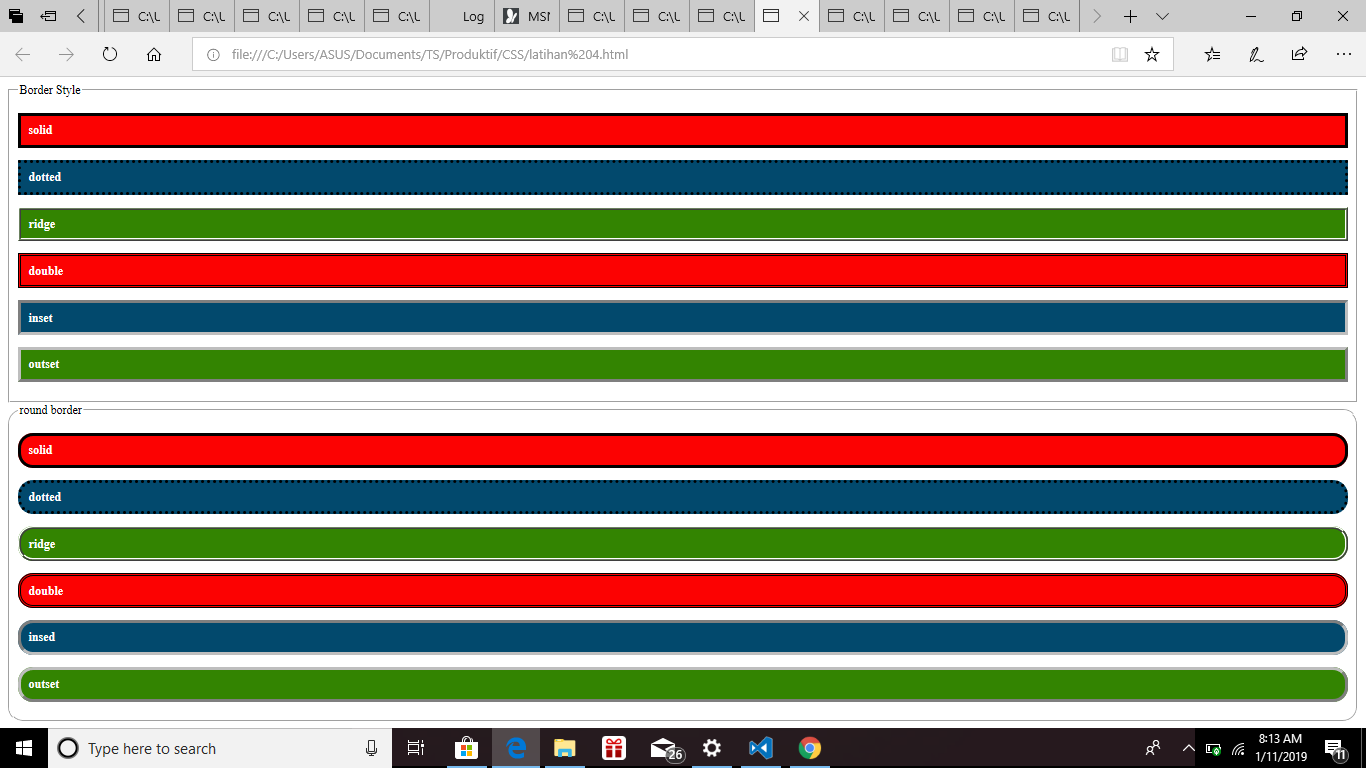 C:\U C:\U C:\U C:\U C:\U Log MSN C:\U C:\U C:\U C:\U C:\U C:\U C:\U
file:///C:/Users/ASUS/Documents/TS/Produktif/CSS/latihan%204.html
Border Style
solid
dotted
ridge
double
inset
outset
round border
solid
dotted
ridge
double
insed
outset
Type here to search
26
8:13 AM
1/11/2019
11